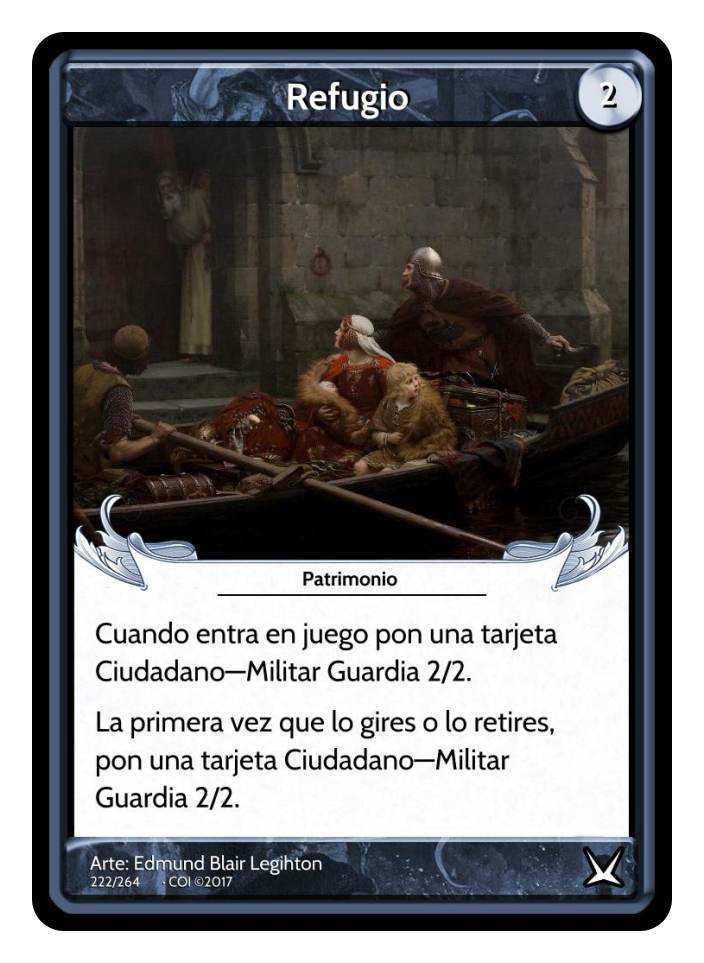 Refugio
2
Patrimonio
Cuando entra en juego pon una tarjeta
Ciudadano—Militar Guardia 2/2.
La primera vez que lo gires o lo retires,
pon una tarjeta Ciudadano—Militar
Guardia 2/2.
Arte: Edmund Blair Legihton
222/264 · COI ©2017